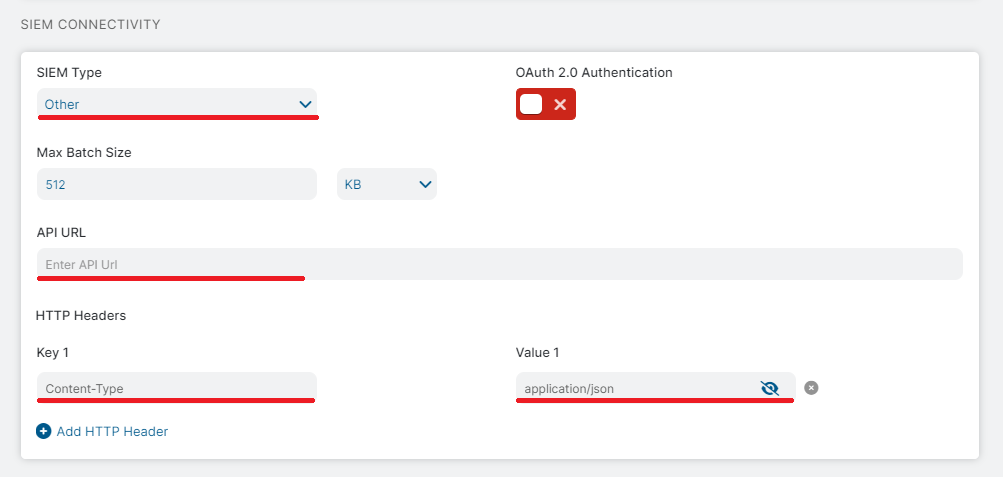 SIEM CONNECTIVITY
SIEM Type
OAuth 2.0 Authentication
Other
Max Batch Size
512
KB
API URL
Enter API Url
HTTP Headers
Key 1
Value 1
Content-Type
application/json
Add HTTP Header